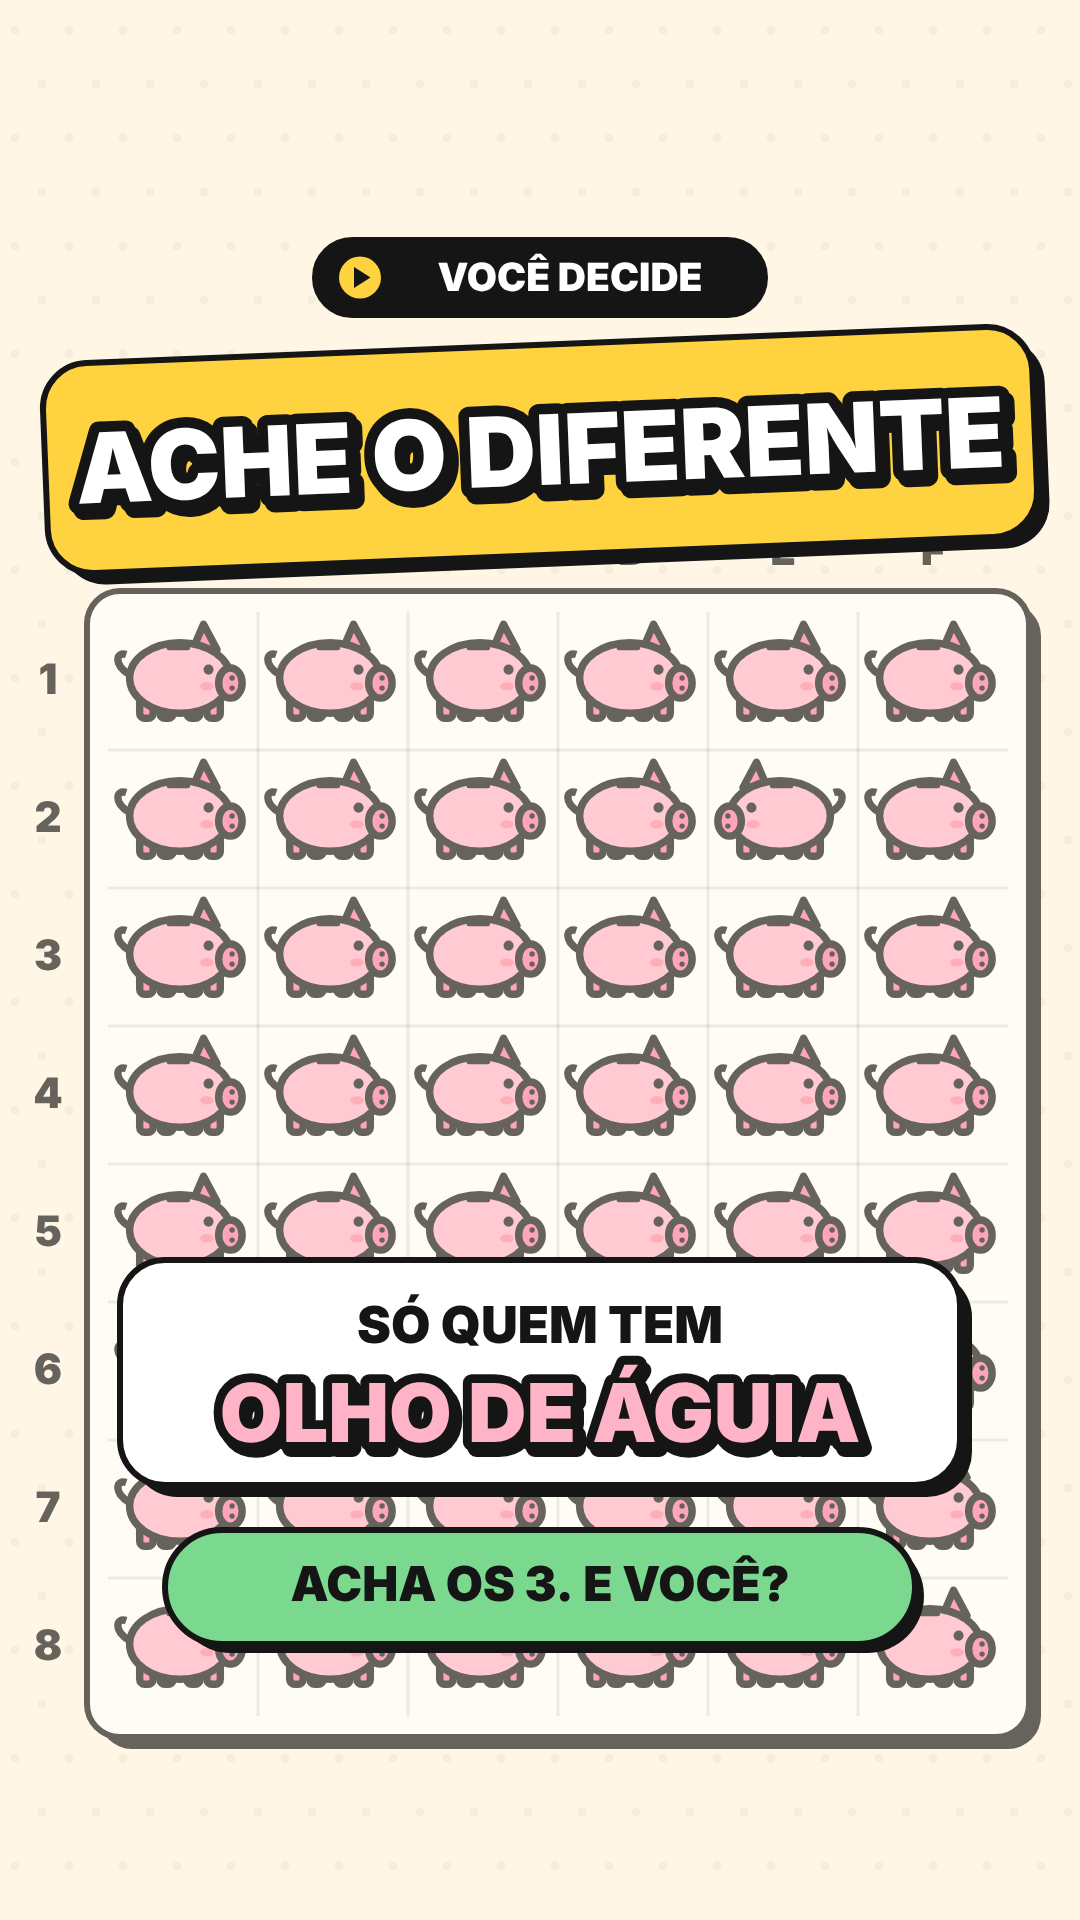 VOCÊ DECIDE
ACHE O DIFERENTE
1
2
3
4
5
6
7
8
SÓ QUEM TEM
OLHO DE ÁGUIA
ACHA OS 3. E VOCÊ?